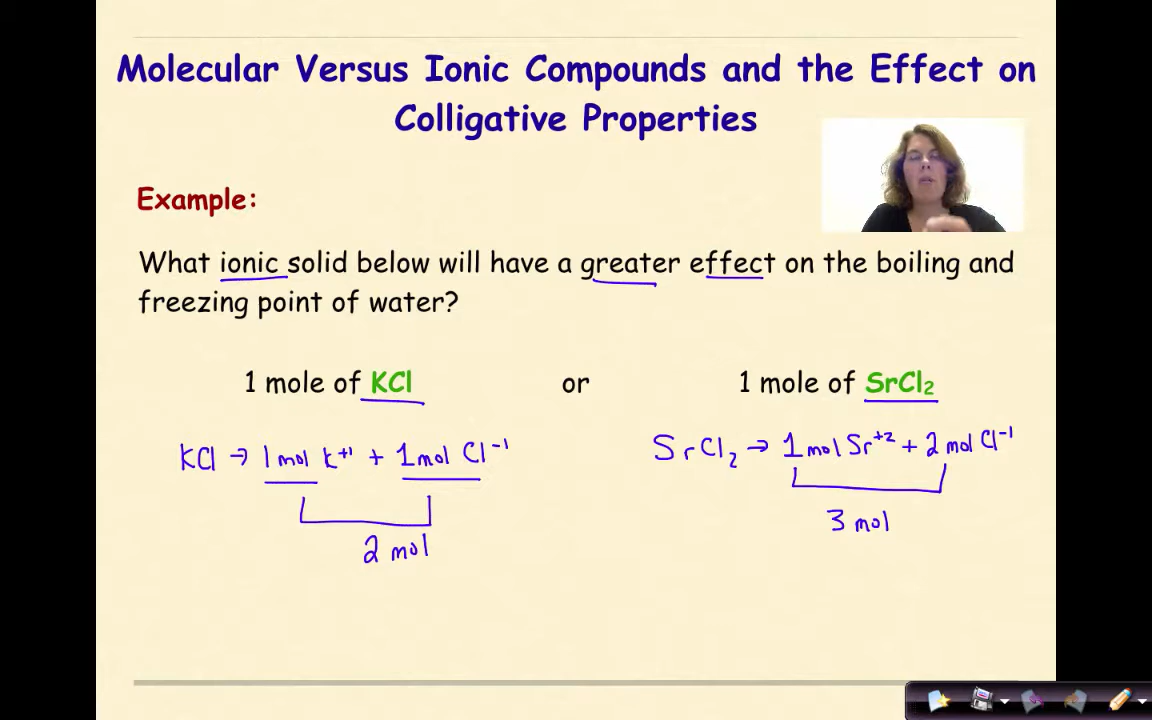 Molecular Versus Ionic Compounds and the Effect on
Colligative Properties
Example:
What ionic solid below will have a greater effect on the boiling and
freezing point of water?
1 mole of KCl or 1 mole of SrCl₂
KCl → 1 mol K⁺¹ + 1 mol Cl⁻¹
2 mol
SrCl₂ → 1 mol Sr⁺² + 2 mol Cl⁻¹
3 mol